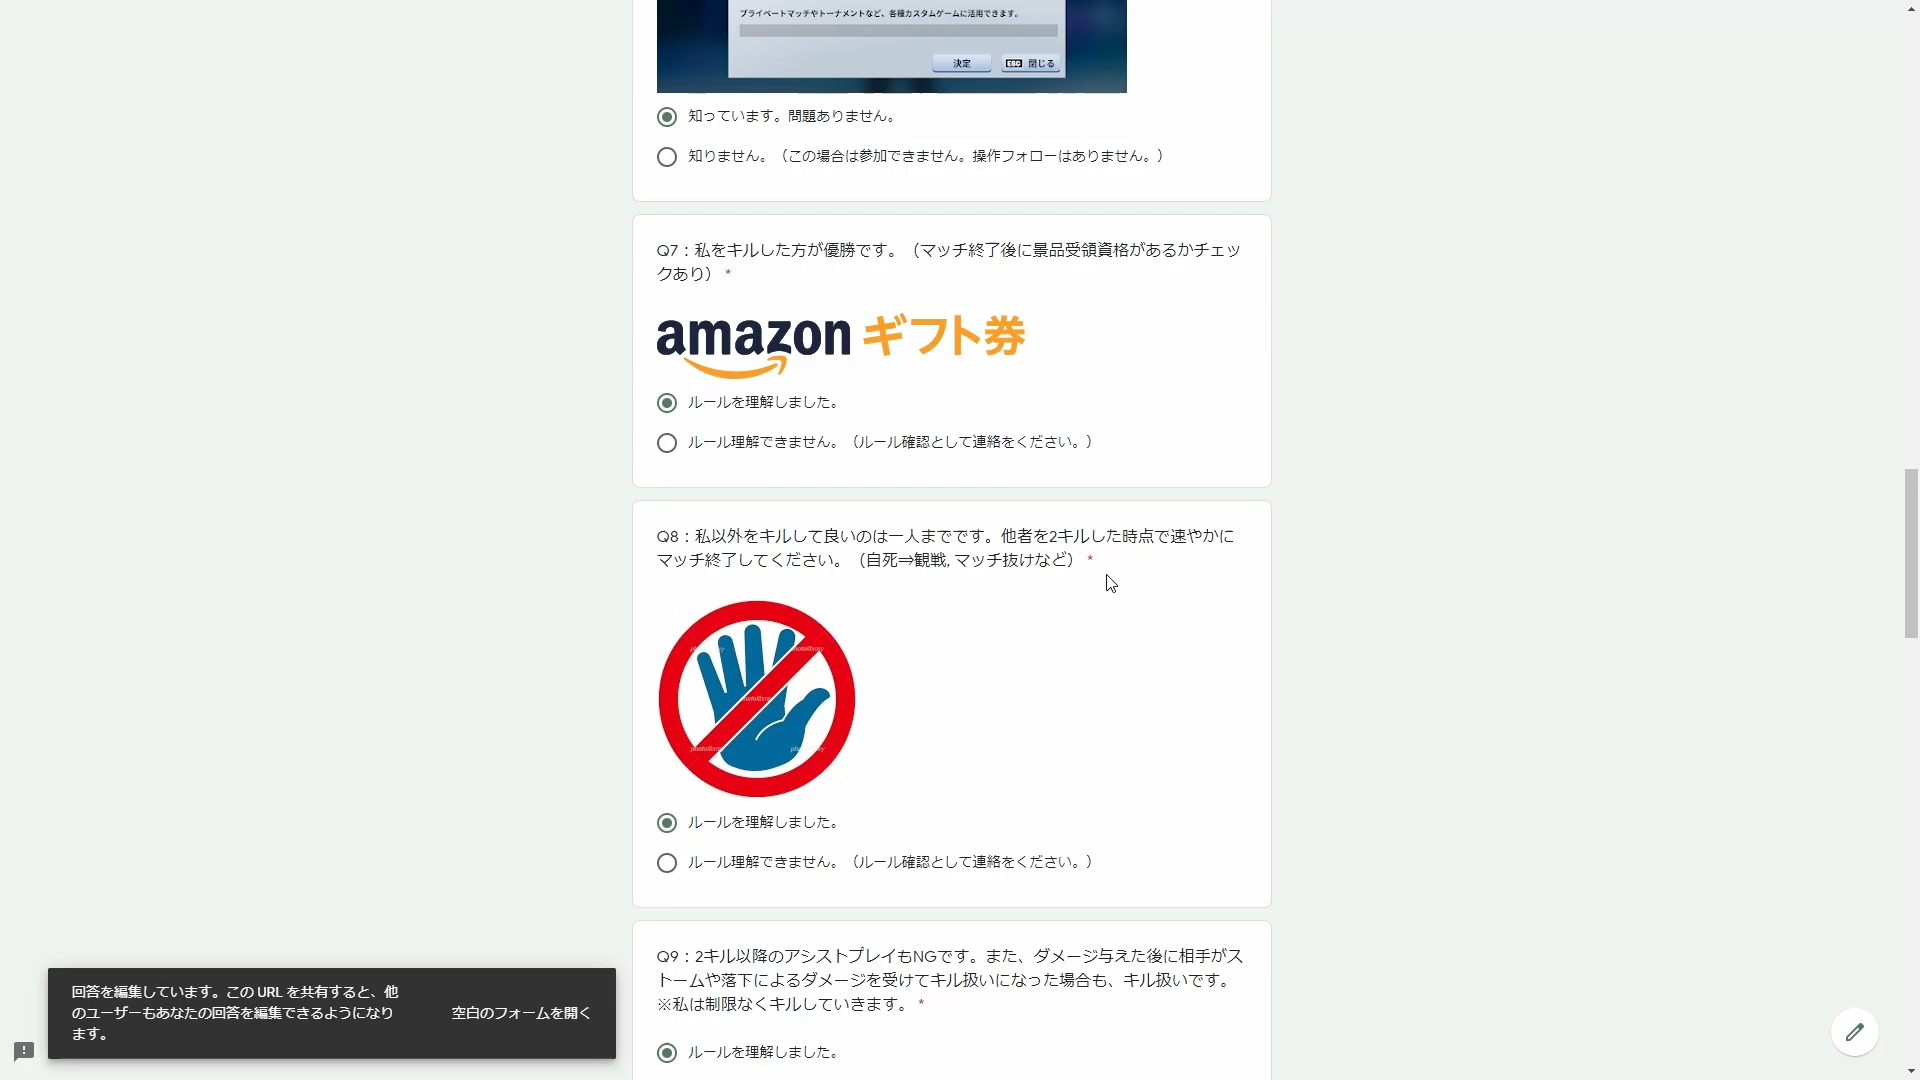 プライベートマッチやトーナメントなど、各種カスタムゲームに活用できます。
決定
ESC 閉じる
知っています。問題ありません。
知りません。（この場合は参加できません。操作フォローはありません。）
Q7：私をキルした方が優勝です。（マッチ終了後に景品受領資格があるかチェッ
クあり） *
amazon ギフト券
ルールを理解しました。
ルール理解できません。（ルール確認として連絡をください。）
Q8：私以外をキルして良いのは一人までです。他者を2キルした時点で速やかに
マッチ終了してください。（自死⇒観戦, マッチ抜けなど） *
photolibrary
ルールを理解しました。
ルール理解できません。（ルール確認として連絡をください。）
Q9：2キル以降のアシストプレイもNGです。また、ダメージ与えた後に相手がス
トームや落下によるダメージを受けてキル扱いになった場合も、キル扱いです。
※私は制限なくキルしていきます。 *
ルールを理解しました。
回答を編集しています。この URL を共有すると、他
のユーザーもあなたの回答を編集できるようになり
ます。
空白のフォームを開く